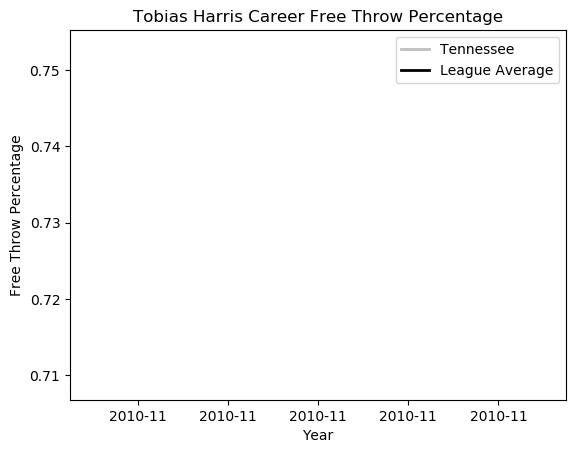 Tobias Harris Career Free Throw Percentage
Tennessee
League Average
0.75
0.74
0.73
0.72
0.71
Free Throw Percentage
2010-11 2010-11 2010-11 2010-11 2010-11
Year